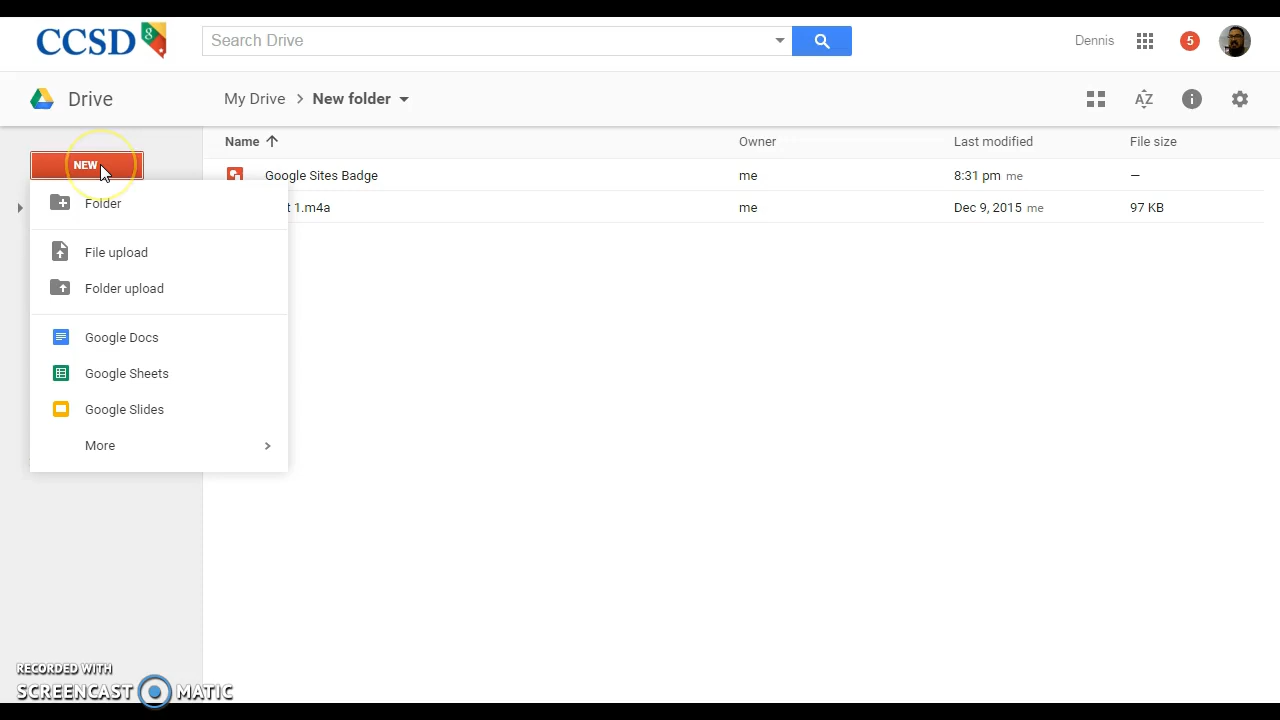 CCSD 8
Search Drive
Dennis
5
Drive
My Drive > New folder
AZ
NEW
Name
Owner
Last modified
File size
Google Sites Badge
me
8:31 pm me
—
t 1.m4a
me
Dec 9, 2015 me
97 KB
Folder
File upload
Folder upload
Google Docs
Google Sheets
Google Slides
More
RECORDED WITH
SCREENCAST MATIC